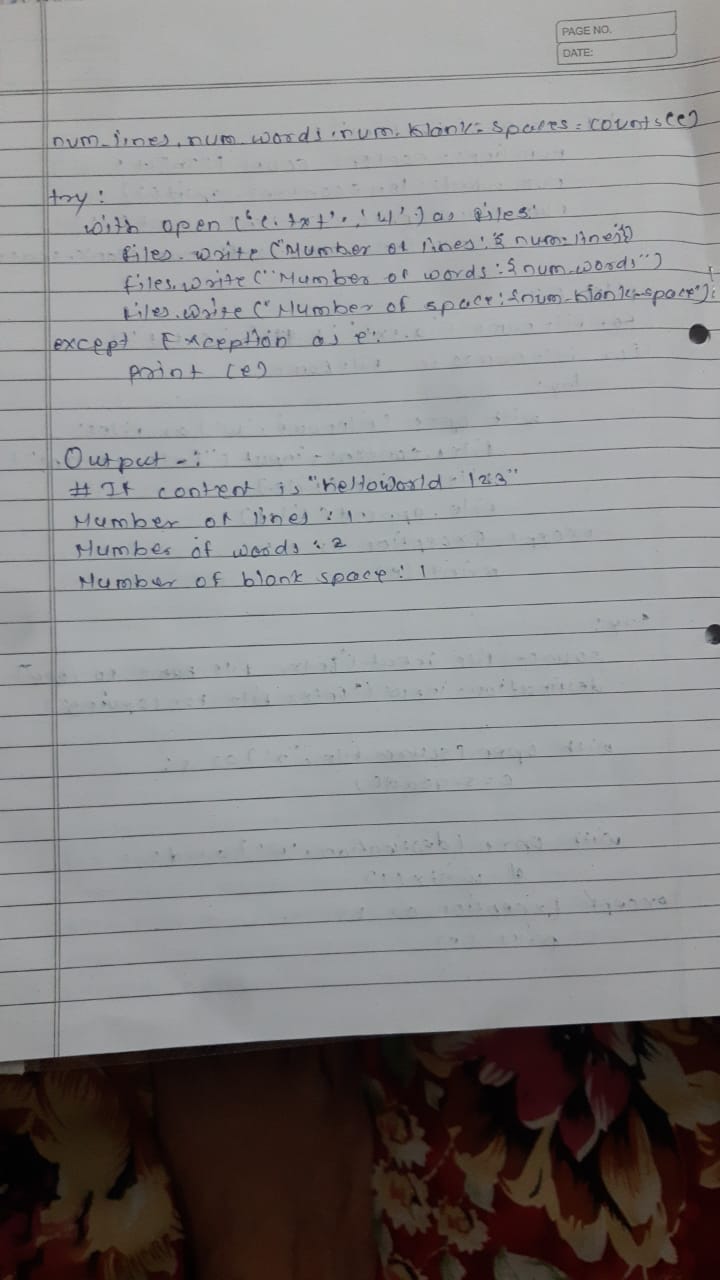 PAGE NO.
DATE:
num_lines, num_words, num_blank_spaces = counts(e)
try:
with open ('c.txt', 'w') as files:
files.write ("Number of lines: {num_lines}")
files.write ("Number of words: {num_words")
files.write ("Number of space: {num_blank_space"):
except Exception as e:
print (e)
Output -:
# If content is "helloworld 123"
Number of lines : 1
Number of words : 2
Number of blank space : 1